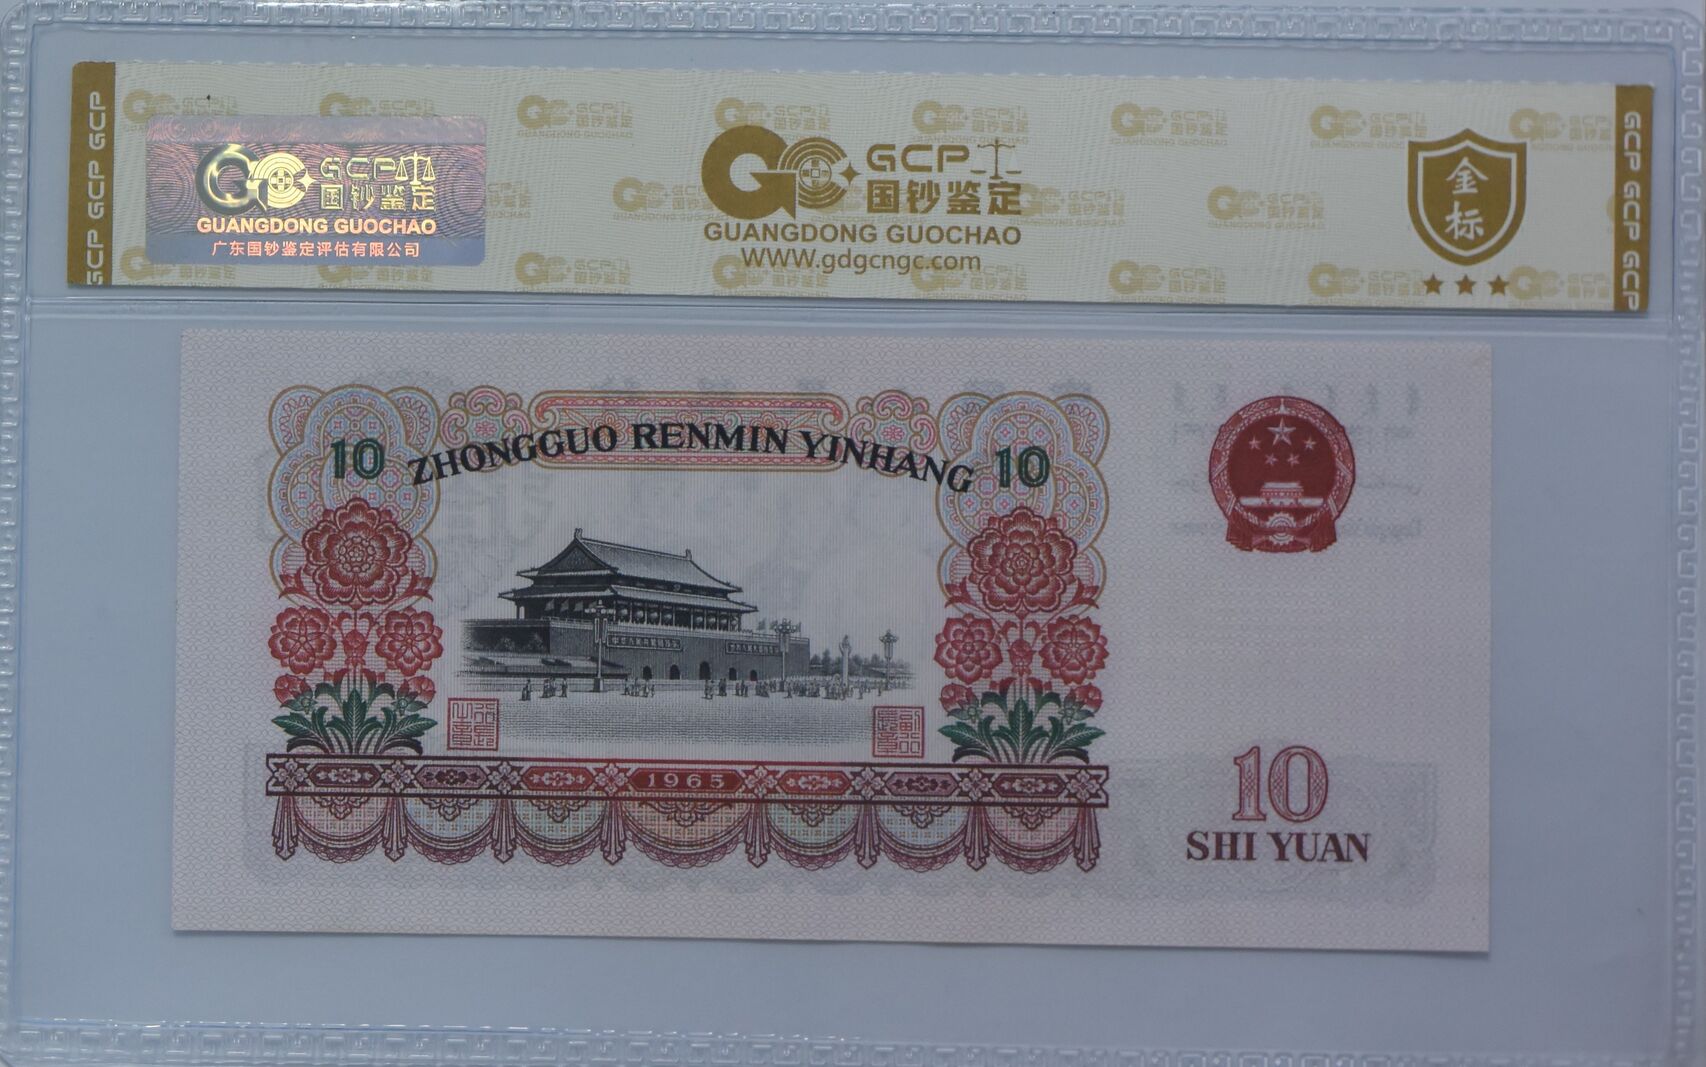 GCP GCP GCP
GCP
国钞鉴定
GUANGDONG GUOCHAO
广东国钞鉴定评估有限公司
GCP
国钞鉴定
GUANGDONG GUOCHAO
WWW.gdgcngc.com
金标
GCP GCP GCP
ZHONGGUO RENMIN YINHANG
10
10
1965
10
SHI YUAN